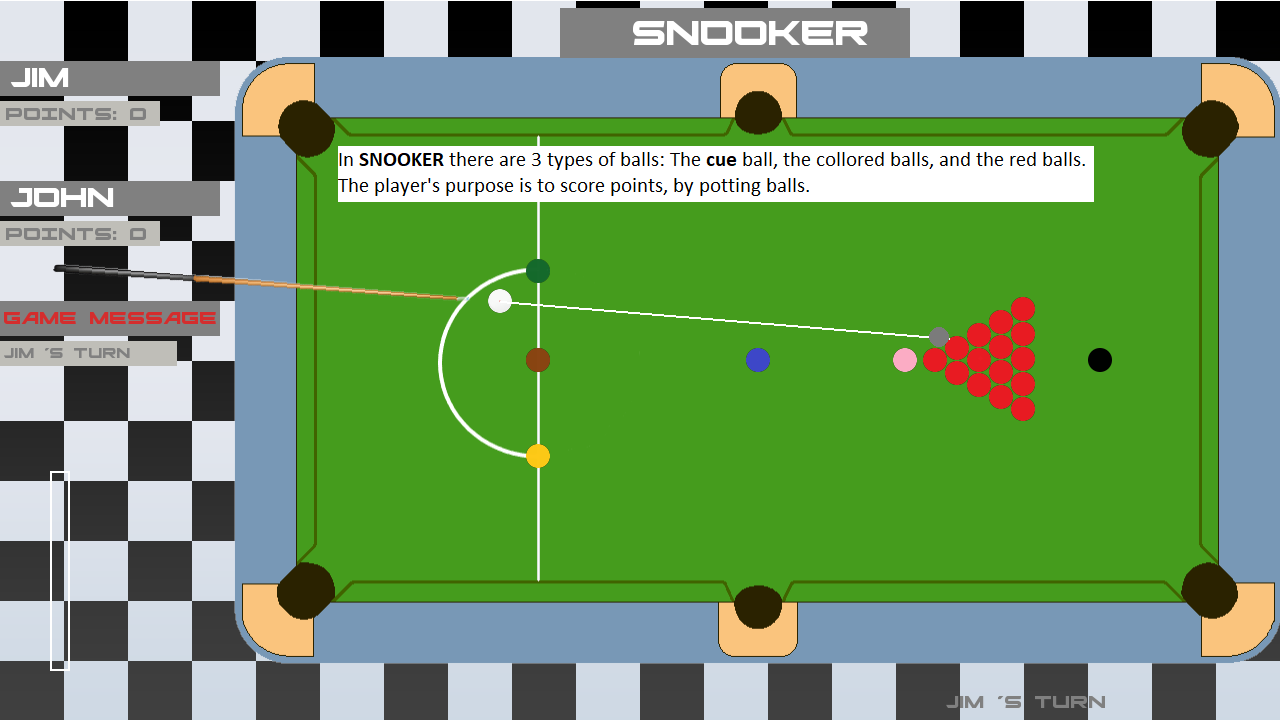 SNOOKER
JIM
POINTS: 0
JOHN
POINTS: 0
GAME MESSAGE
JIM ´S TURN
In SNOOKER there are 3 types of balls: The cue ball, the collored balls, and the red balls.
The player's purpose is to score points, by potting balls.
JIM ´S TURN